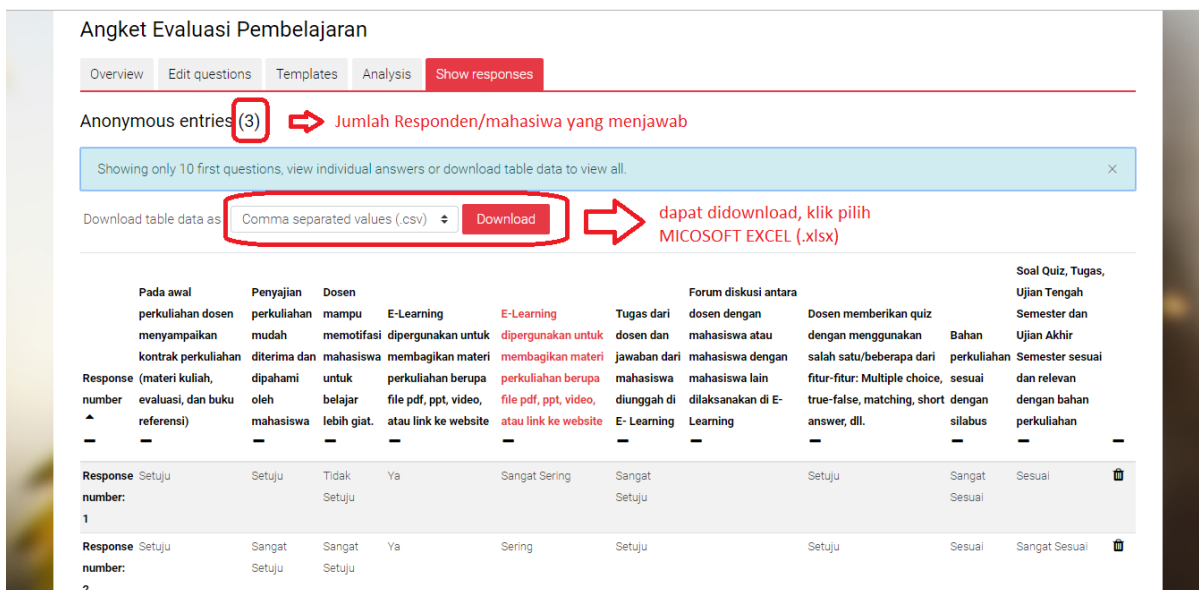 Angket Evaluasi Pembelajaran
Overview
Edit questions
Templates
Analysis
Show responses
Anonymous entries (3)
Jumlah Responden/mahasiwa yang menjawab
Showing only 10 first questions, view individual answers or download table data to view all.
×
Download table data as
Comma separated values (.csv)
Download
dapat didownload, klik pilih
MICOSOFT EXCEL (.xlsx)
Response
number
Pada awal
perkuliahan dosen
menyampaikan
kontrak perkuliahan
(materi kuliah,
evaluasi, dan buku
referensi)
Penyajian
perkuliahan
mudah
diterima dan
dipahami
oleh
mahasiswa
Dosen
mampu
memotifasi
mahasiswa
untuk
belajar
lebih giat.
E-Learning
dipergunakan untuk
membagikan materi
perkuliahan berupa
file pdf, ppt, video,
atau link ke website
E-Learning
dipergunakan untuk
membagikan materi
perkuliahan berupa
file pdf, ppt, video,
atau link ke website
Tugas dari
dosen dan
jawaban dari
mahasiswa
diunggah di
E- Learning
Forum diskusi antara
dosen dengan
mahasiswa atau
mahasiswa dengan
mahasiswa lain
dilaksanakan di E-
Learning
Dosen memberikan quiz
dengan menggunakan
salah satu/beberapa dari
fitur-fitur: Multiple choice,
true-false, matching, short
answer, dll.
Bahan
perkuliahan
sesuai
dengan
silabus
Soal Quiz, Tugas,
Ujian Tengah
Semester dan
Ujian Akhir
Semester sesuai
dan relevan
dengan bahan
perkuliahan
Response
number:
1
Setuju
Setuju
Tidak
Setuju
Ya
Sangat Sering
Sangat
Setuju
Setuju
Sangat
Sesuai
Sesuai
Response
number:
2
Setuju
Sangat
Setuju
Sangat
Setuju
Ya
Sering
Setuju
Setuju
Sesuai
Sangat Sesuai